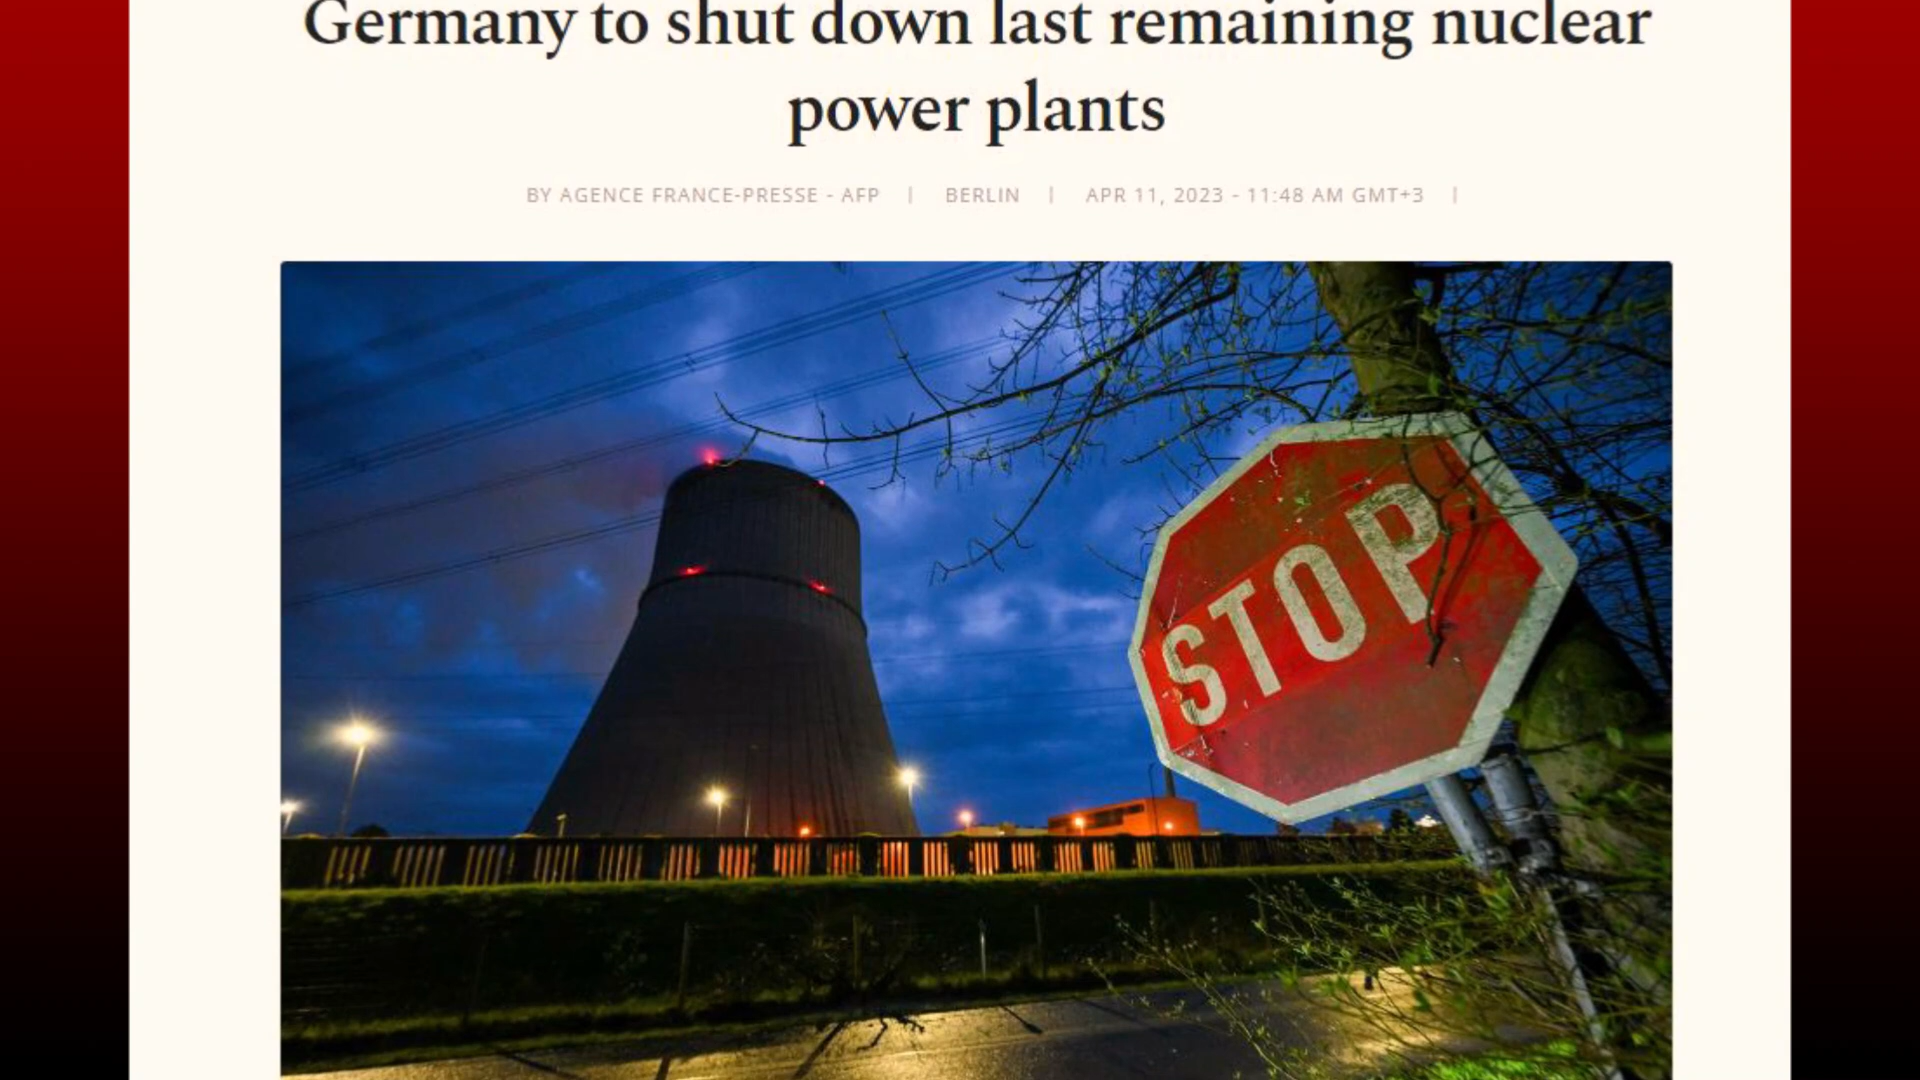 Germany to shut down last remaining nuclear
power plants
BY AGENCE FRANCE-PRESSE - AFP | BERLIN | APR 11, 2023 - 11:48 AM GMT+3 |
STOP